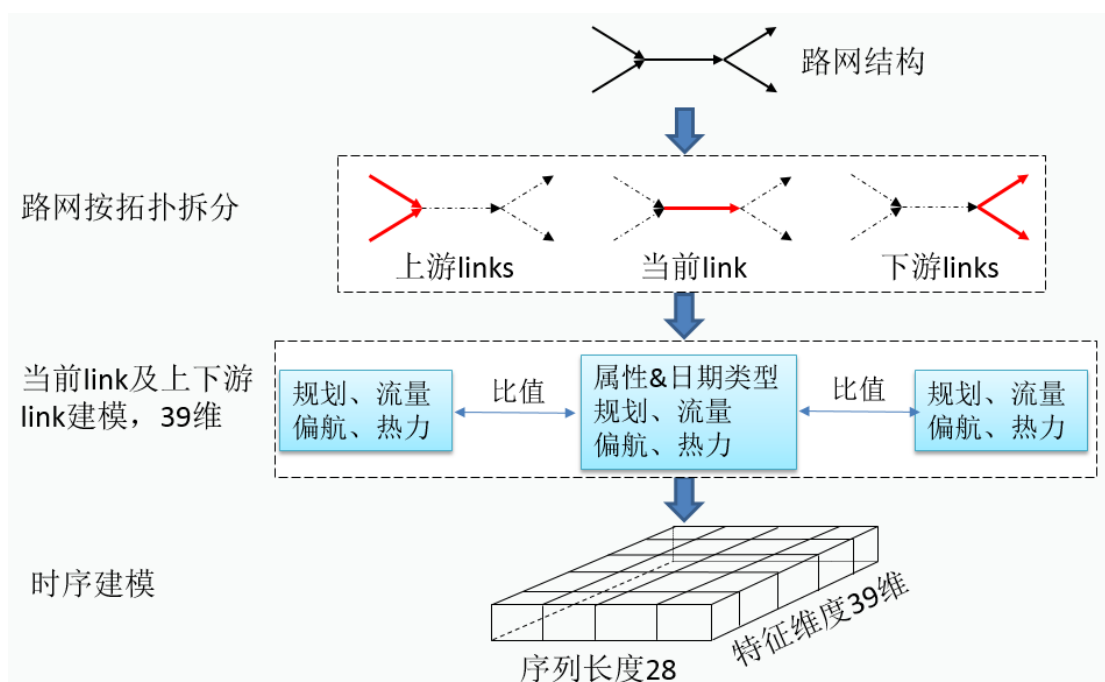 路网结构
路网按拓扑拆分
上游links
当前link
下游links
当前link及上下游
link建模，39维
规划、流量
偏航、热力
比值
属性&日期类型
规划、流量
偏航、热力
比值
规划、流量
偏航、热力
时序建模
序列长度28
特征维度39维